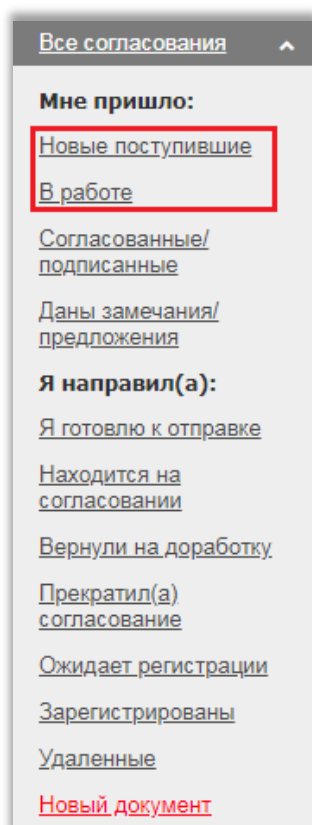 Все согласования
Мне пришло:
Новые поступившие
В работе
Согласованные/
подписанные
Даны замечания/
предложения
Я направил(а):
Я готовлю к отправке
Находится на
согласовании
Вернули на доработку
Прекратил(а)
согласование
Ожидает регистрации
Зарегистрированы
Удаленные
Новый документ